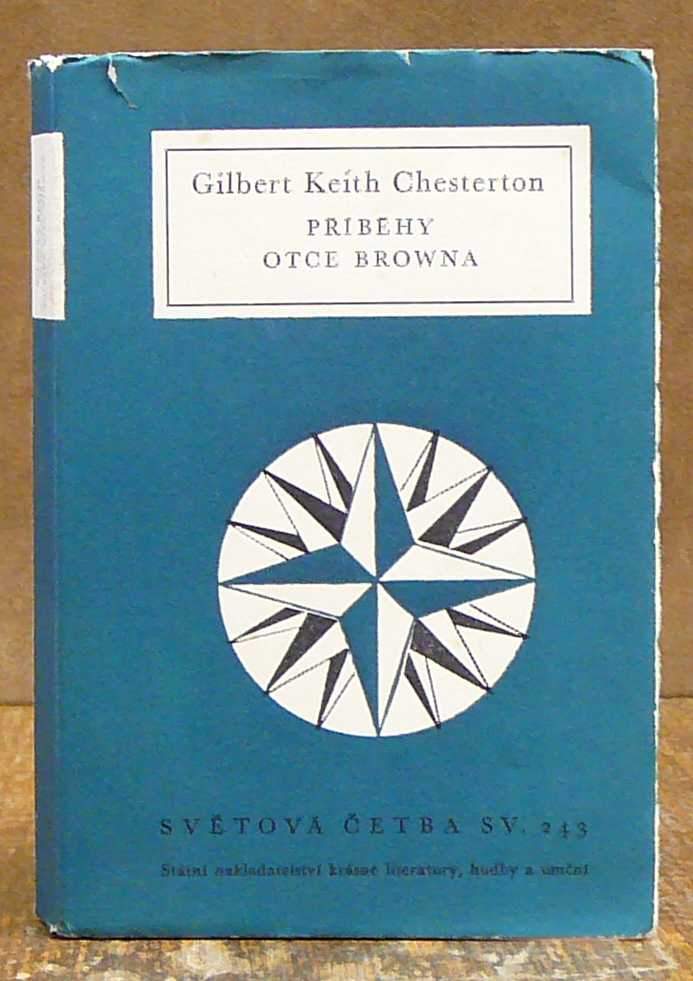 Gilbert Keith Chesterton
PŘÍBĚHY
OTCE BROWNA
SVĚTOVÁ ČETBA SV. 243
Státní nakladatelství krásné literatury, hudby a umění